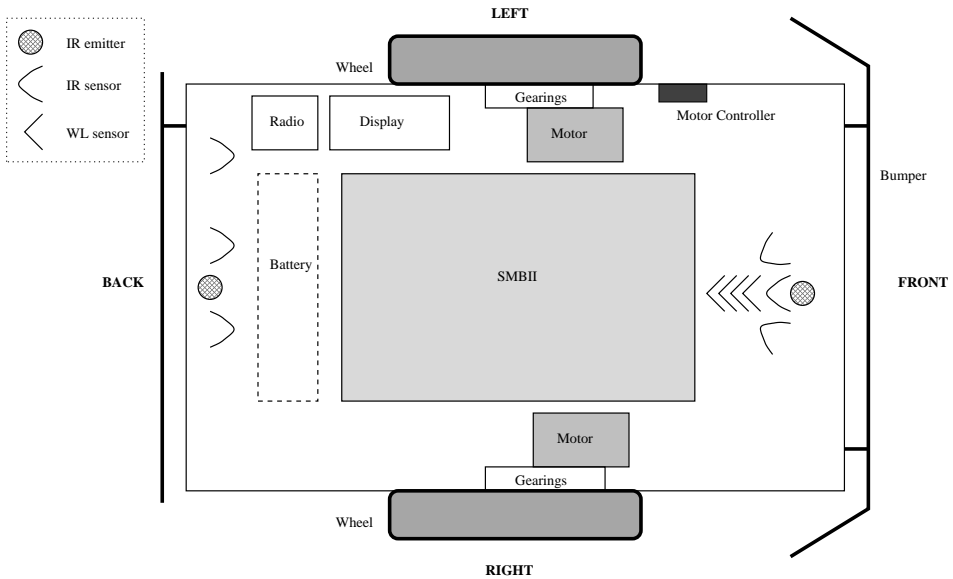 LEFT
IR emitter
Wheel
IR sensor
Gearings
Radio
Display
Motor Controller
WL sensor
Motor
Bumper
Battery
SMBII
BACK
FRONT
Motor
Gearings
Wheel
RIGHT